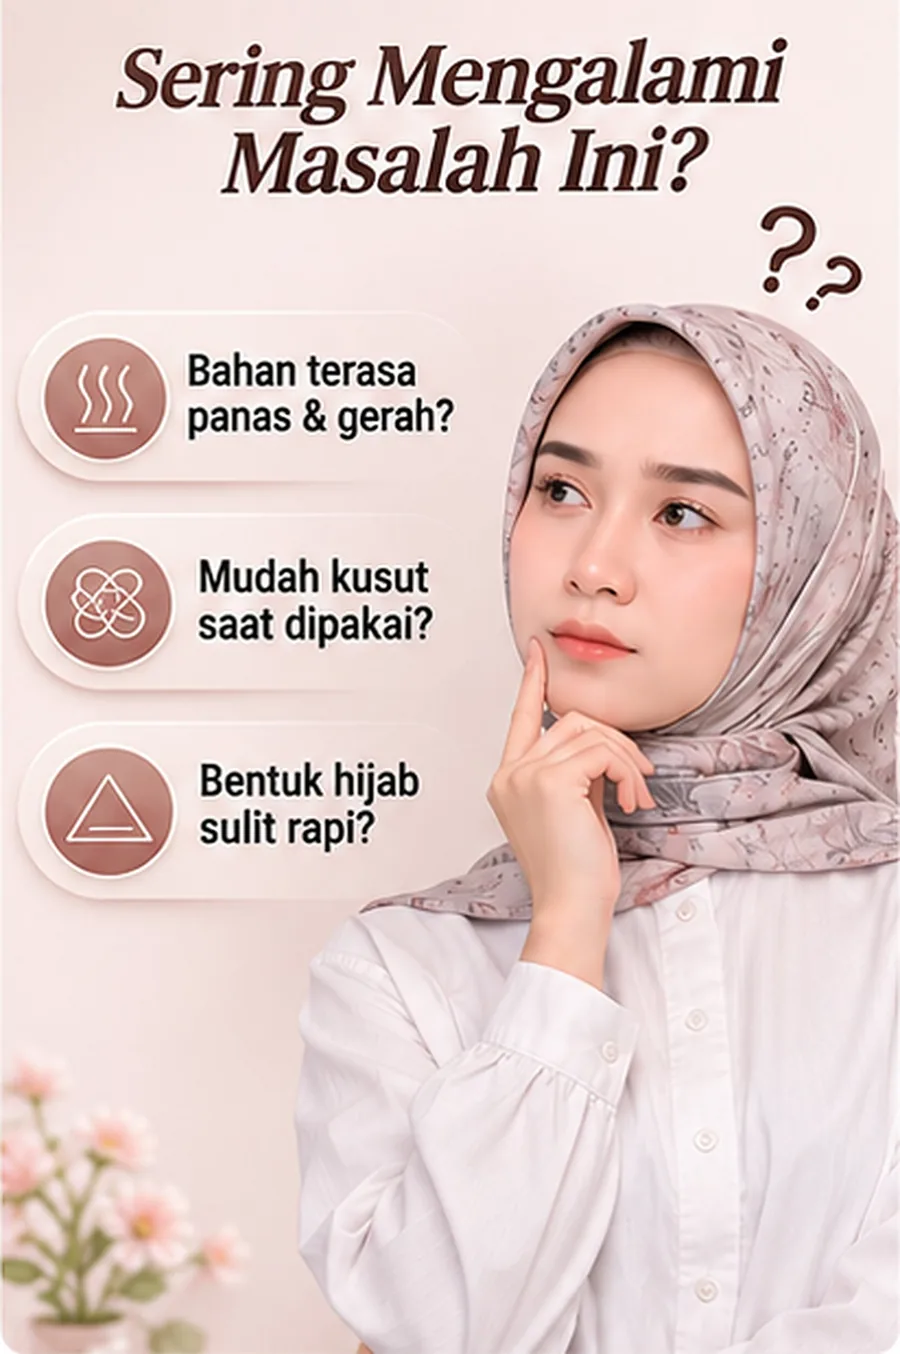 Sering Mengalami
Masalah Ini?
??
Bahan terasa
panas & gerah?
Mudah kusut
saat dipakai?
Bentuk hijab
sulit rapi?